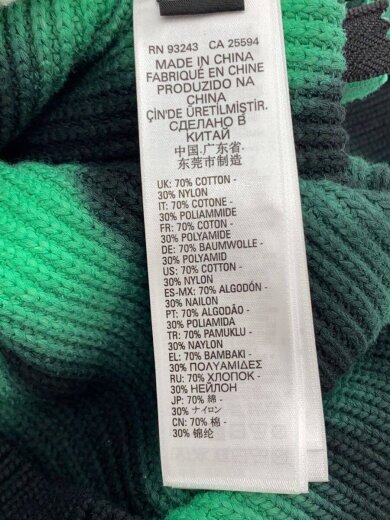 RN 93243 CA 25594
MADE IN CHINA
FABRIQUÉ EN CHINE
PRODUZIDO NA
CHINA
ÇİN'DE ÜRETİLMİŞTİR.
СДЕЛАНО В
КИТАЙ
中国.广东省.
东莞市制造
UK: 70% COTTON -
30% NYLON
IT: 70% COTONE -
30% POLIAMMIDE
FR: 70% COTON -
30% POLYAMIDE
DE: 70% BAUMWOLLE -
30% POLYAMID
US: 70% COTTON -
30% NYLON
ES-MX: 70% ALGODÓN -
30% NAILON
PT: 70% ALGODÃO -
30% POLIAMIDA
TR: 70% PAMUKLU -
30% NAYLON
EL: 70% BAMBAKI -
30% ΠΟΛΥΑΜΙΔΕΣ
RU: 70% ХЛОПОК -
30% НЕЙЛОН
JP: 70% 綿 -
30% ナイロン
CN: 70% 棉 -
30% 锦纶